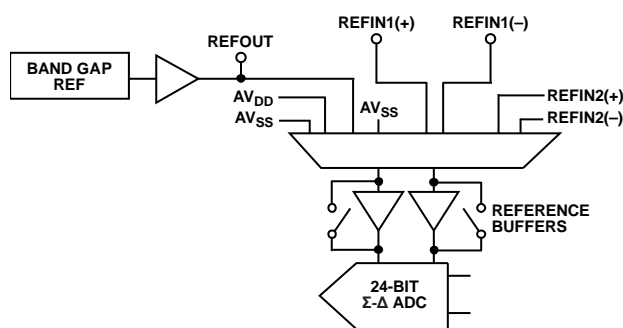 REFIN1(+)
REFIN1(–)
REFOUT
BAND GAP
REF
AVDD
AVSS
AVSS
REFIN2(+)
REFIN2(–)
REFERENCE
BUFFERS
24-BIT
Σ-Δ ADC